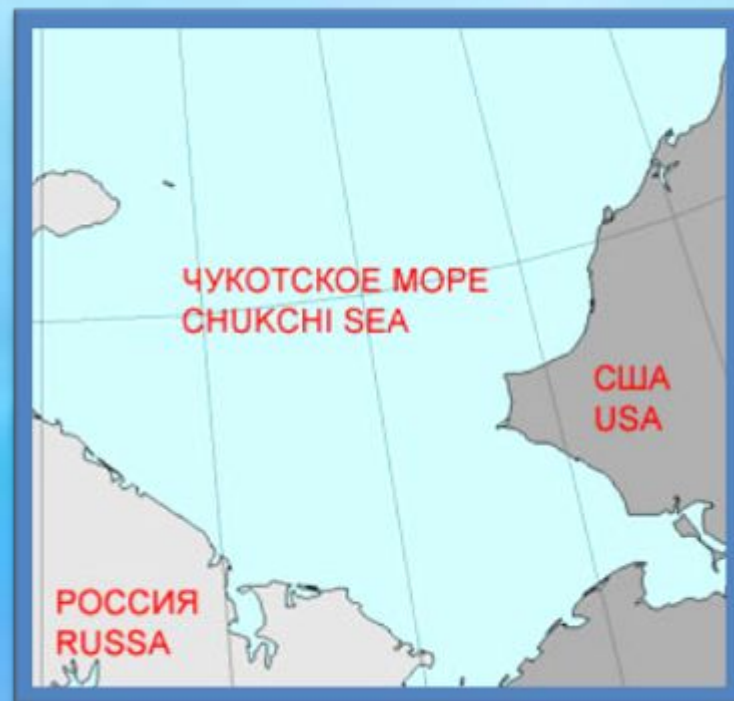 ЧУКОТСКОЕ МОРЕ
CHUKCHI SEA
США
USA
РОССИЯ
RUSSA